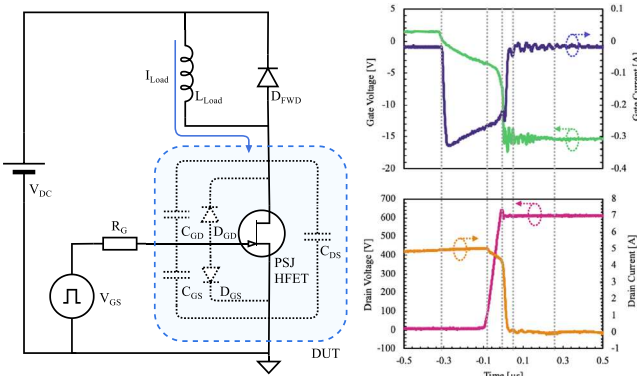 I_Load
L_Load
D_FWD
V_DC
R_G
C_GD
D_GD
C_DS
PSJ
HFET
C_GS
D_GS
V_GS
DUT
5
0
-5
-10
-15
-20
Gate Voltage [V]
0.1
0
-0.1
-0.2
-0.3
-0.4
Gate Current [A]
700
600
500
400
300
200
100
0
-100
Drain Voltage [V]
8
7
6
5
4
3
2
1
0
-1
Drain Current [A]
-0.5
-0.3
-0.1
0.1
0.3
0.5
Time [μs]